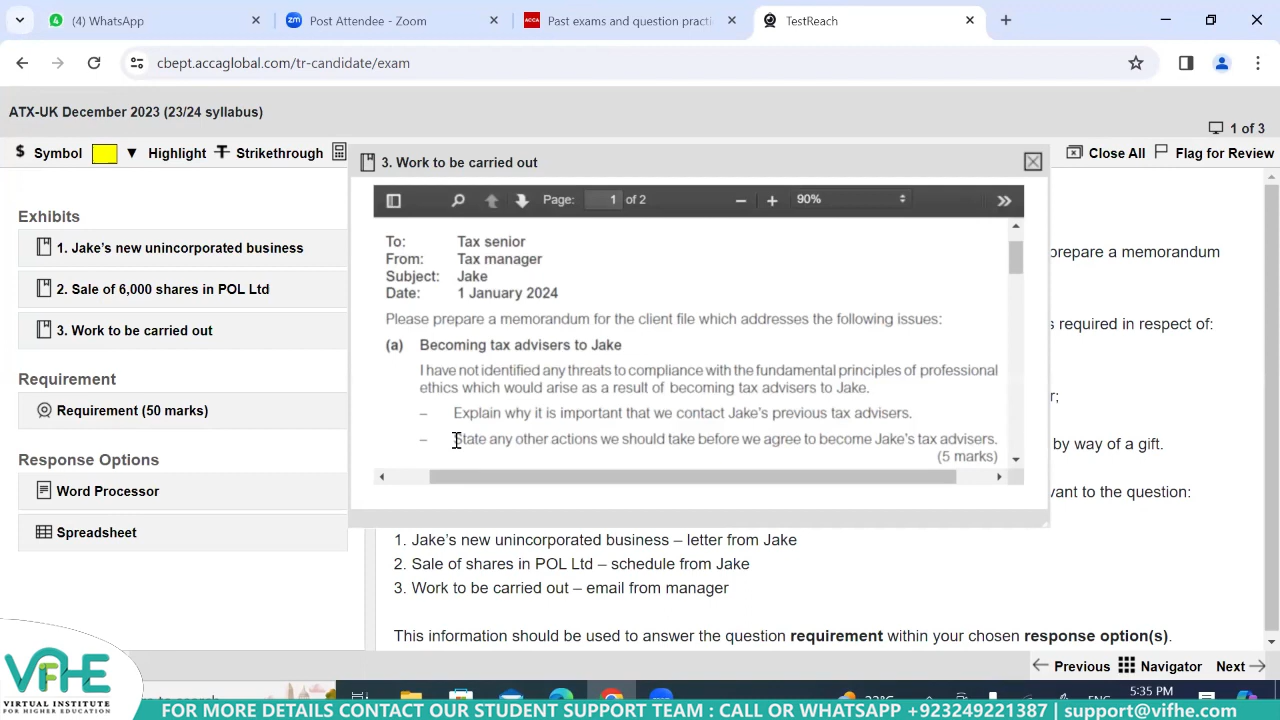 (4) WhatsApp
Post Attendee - Zoom
ACCA Past exams and question practi
TestReach
cbept.accaglobal.com/tr-candidate/exam
ATX-UK December 2023 (23/24 syllabus)
1 of 3
$ Symbol Highlight T Strikethrough
Close All Flag for Review
3. Work to be carried out
Page: 1 of 2 90%
Exhibits
1. Jake's new unincorporated business
2. Sale of 6,000 shares in POL Ltd
3. Work to be carried out
Requirement
Requirement (50 marks)
Response Options
Word Processor
Spreadsheet
To: Tax senior
From: Tax manager
Subject: Jake
Date: 1 January 2024
Please prepare a memorandum for the client file which addresses the following issues:
(a) Becoming tax advisers to Jake
I have not identified any threats to compliance with the fundamental principles of professional
ethics which would arise as a result of becoming tax advisers to Jake.
– Explain why it is important that we contact Jake's previous tax advisers.
– State any other actions we should take before we agree to become Jake's tax advisers.
(5 marks)
prepare a memorandum
s required in respect of:
r;
by way of a gift.
vant to the question:
1. Jake's new unincorporated business – letter from Jake
2. Sale of shares in POL Ltd – schedule from Jake
3. Work to be carried out – email from manager
This information should be used to answer the question requirement within your chosen response option(s).
Previous Navigator Next
5:35 PM
ENG
VIFHE
VIRTUAL INSTITUTE
FOR HIGHER EDUCATION
FOR MORE DETAILS CONTACT OUR STUDENT SUPPORT TEAM : CALL OR WHATSAPP +923249221387 | support@vifhe.com